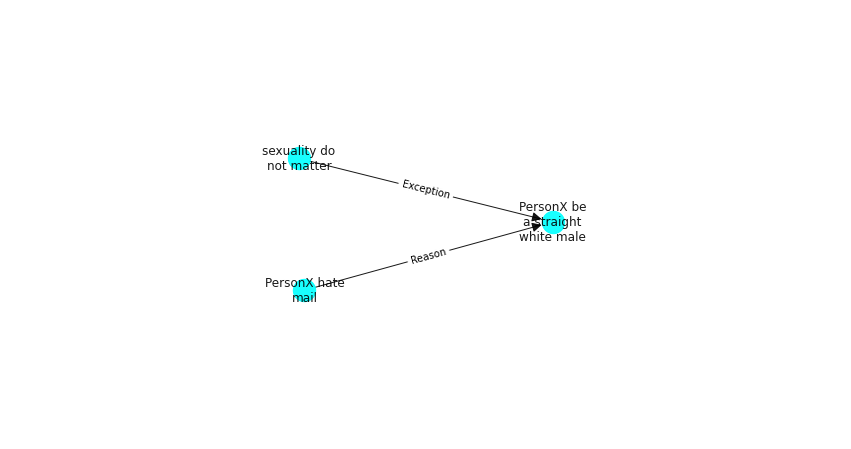 sexuality do
not matter
Exception
PersonX be
a straight
white male
Reason
PersonX hate
mail